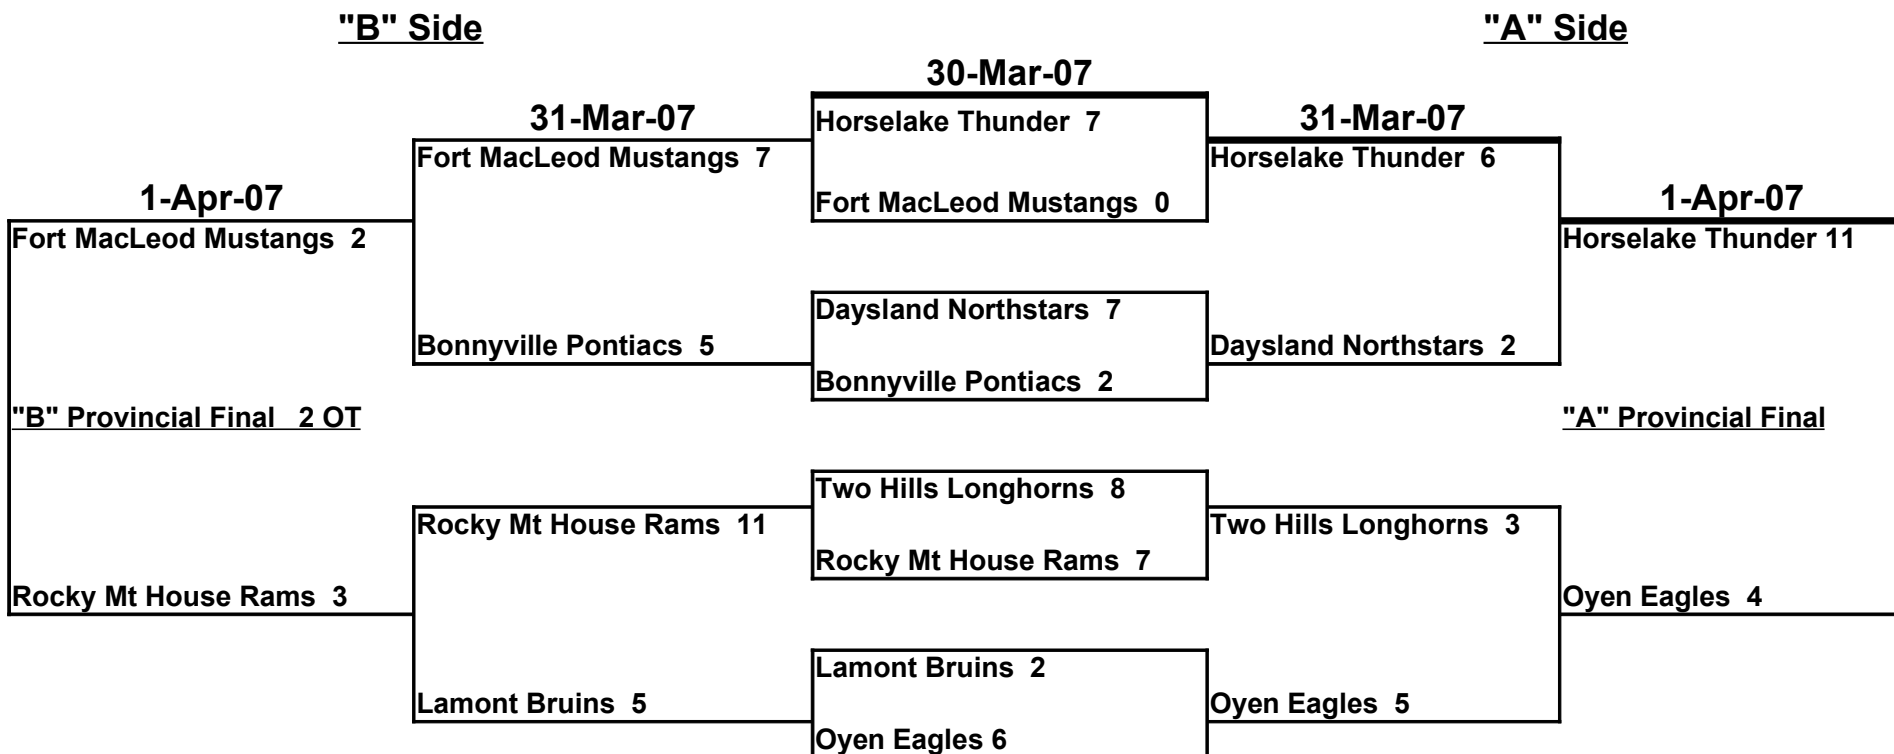 "B" Side
"A" Side
30-Mar-07
31-Mar-07
Horselake Thunder 7
31-Mar-07
Fort MacLeod Mustangs 7
Horselake Thunder 6
1-Apr-07
Fort MacLeod Mustangs 0
1-Apr-07
Fort MacLeod Mustangs 2
Horselake Thunder 11
Daysland Northstars 7
Bonnyville Pontiacs 5
Daysland Northstars 2
Bonnyville Pontiacs 2
"B" Provincial Final 2 OT
"A" Provincial Final
Two Hills Longhorns 8
Rocky Mt House Rams 11
Two Hills Longhorns 3
Rocky Mt House Rams 7
Rocky Mt House Rams 3
Oyen Eagles 4
Lamont Bruins 2
Lamont Bruins 5
Oyen Eagles 5
Oyen Eagles 6